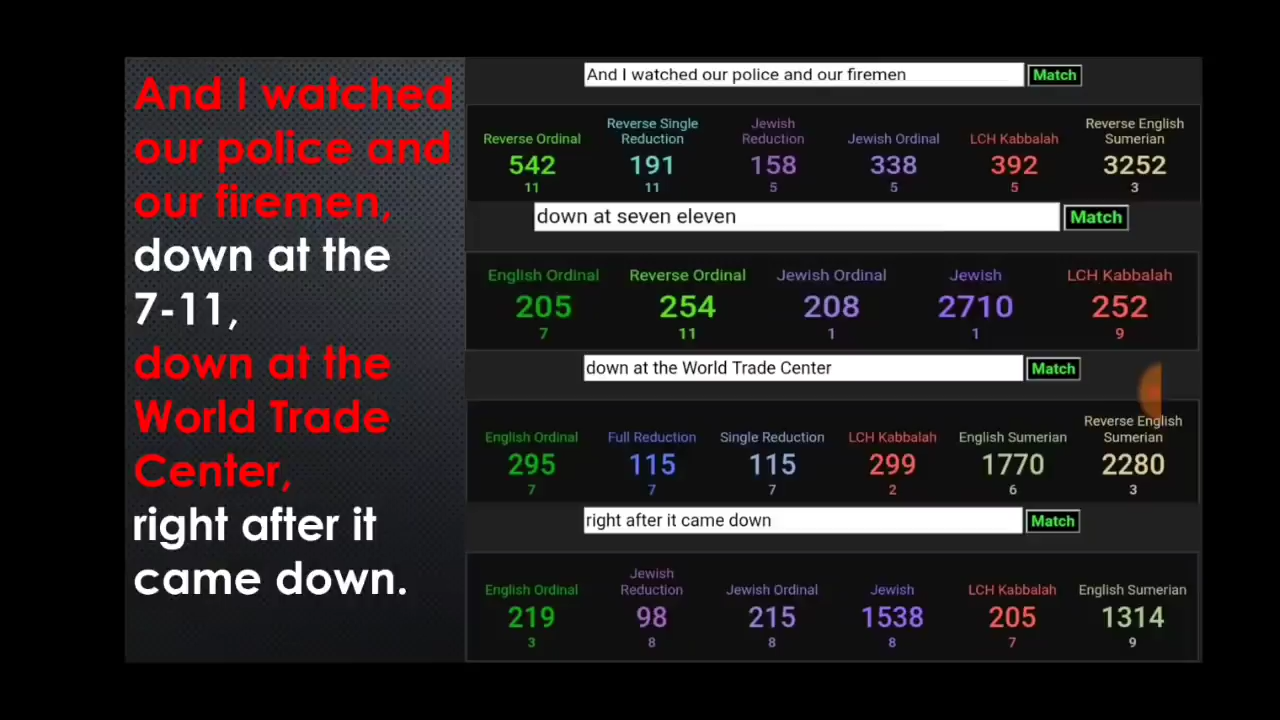 And I watched
our police and
our firemen,
down at the
7-11,
down at the
World Trade
Center,
right after it
came down.
And I watched our police and our firemen Match
Reverse Ordinal Reverse Single Reduction Jewish Reduction Jewish Ordinal LCH Kabbalah Reverse English Sumerian
542 191 158 338 392 3252
11 11 5 5 5 3
down at seven eleven Match
English Ordinal Reverse Ordinal Jewish Ordinal Jewish LCH Kabbalah
205 254 208 2710 252
7 11 1 1 9
down at the World Trade Center Match
English Ordinal Full Reduction Single Reduction LCH Kabbalah English Sumerian Reverse English Sumerian
295 115 115 299 1770 2280
7 7 7 2 6 3
right after it came down Match
English Ordinal Jewish Reduction Jewish Ordinal Jewish LCH Kabbalah English Sumerian
219 98 215 1538 205 1314
3 8 8 8 7 9